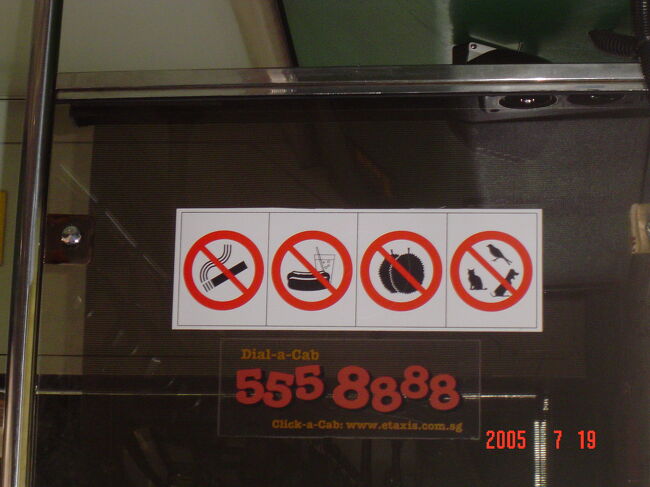 Dial-a-Cab
555 8888
Click-a-Cab: www.etaxis.com.sg
2005 7 19